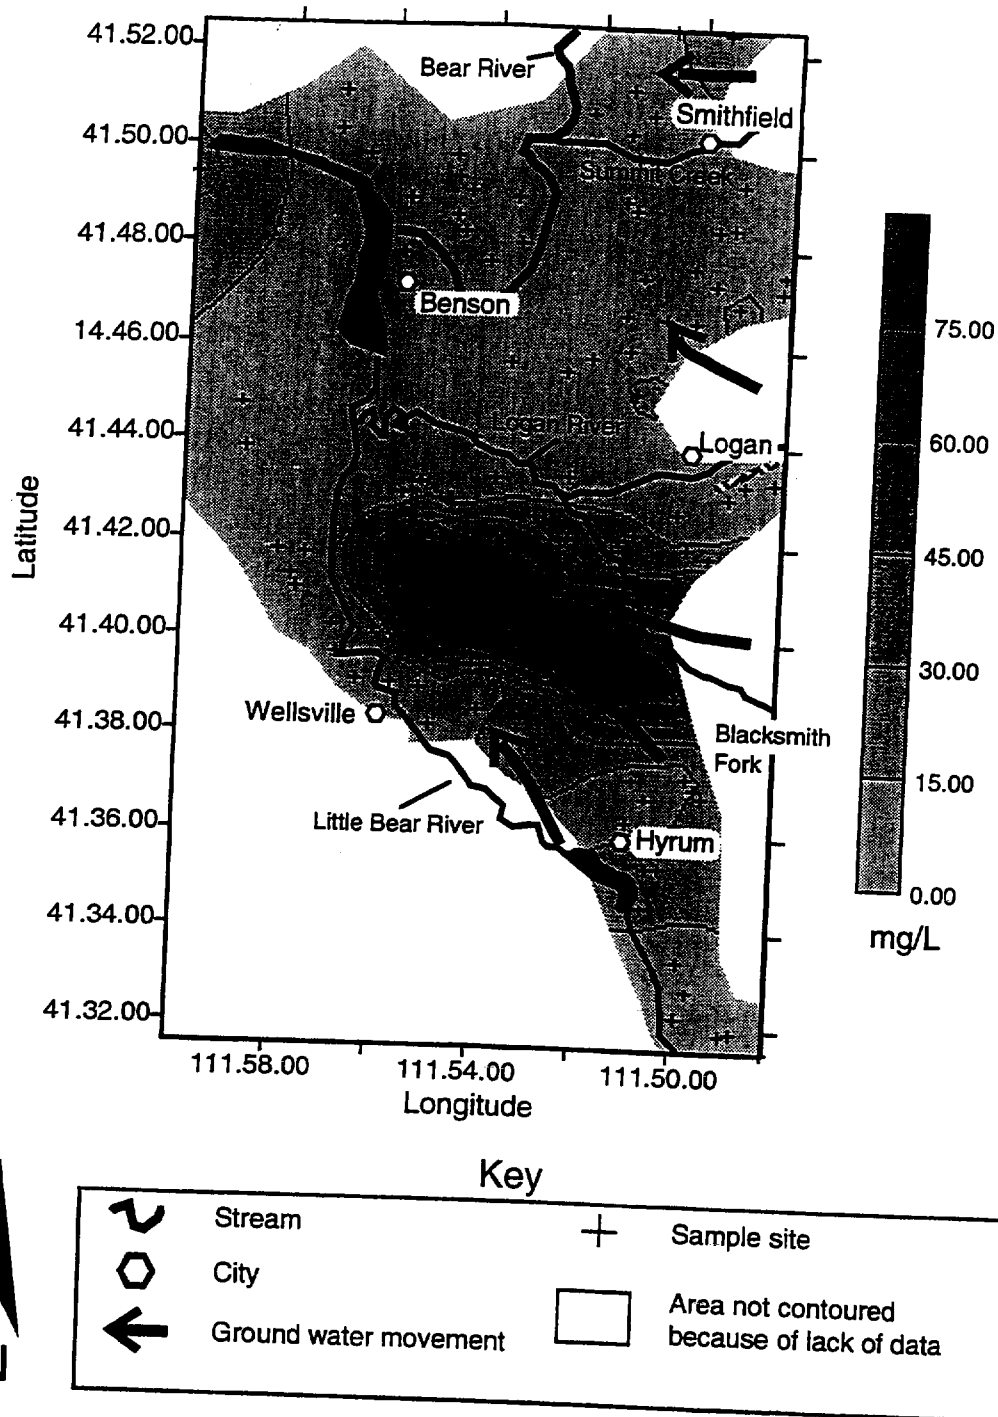 41.52.00
Bear River
Smithfield
41.50.00
Summit Creek
41.48.00
Benson
14.46.00
75.00
41.44.00
Logan River
Logan
60.00
Latitude
41.42.00
45.00
41.40.00
30.00
Wellsville
41.38.00
Blacksmith
Fork
15.00
Little Bear River
41.36.00
Hyrum
0.00
41.34.00
mg/L
41.32.00
111.58.00
111.54.00
111.50.00
Longitude
Key
Stream
Sample site
City
Area not contoured
because of lack of data
Ground water movement